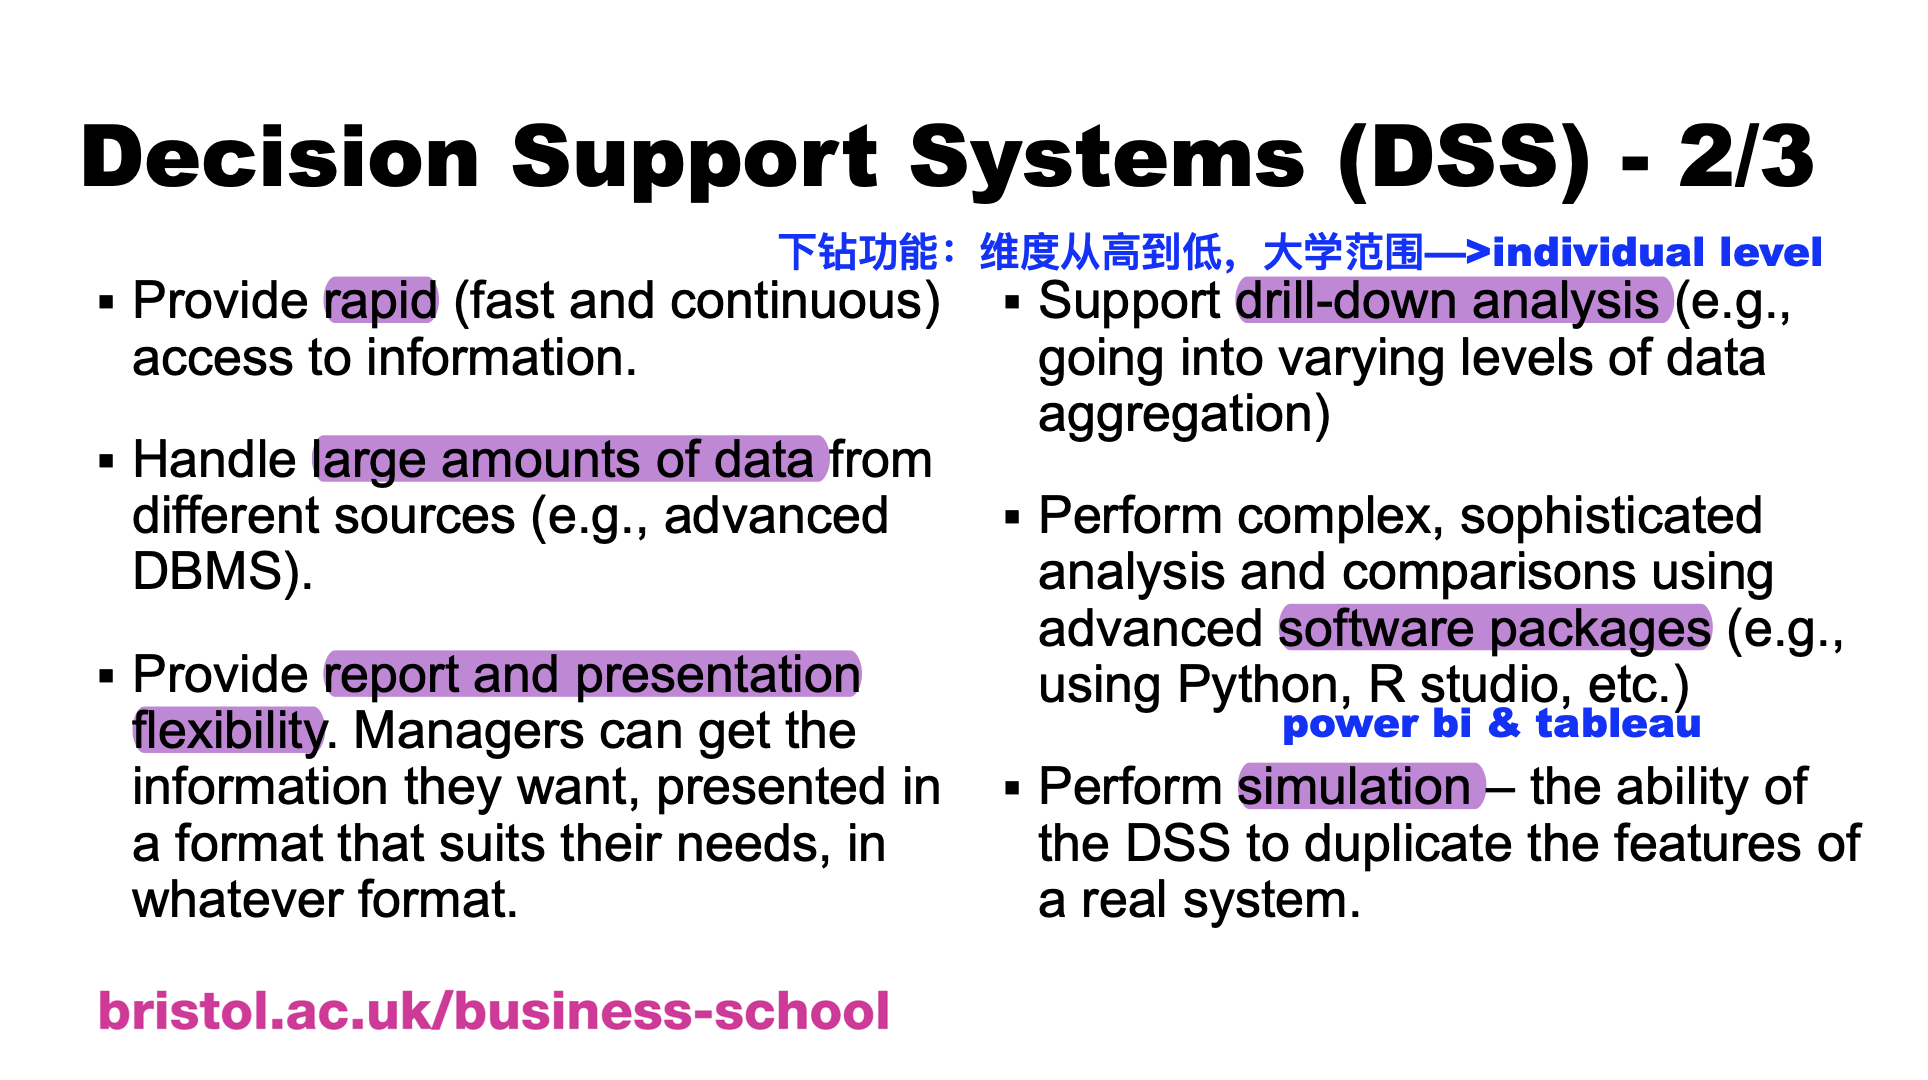 Decision Support Systems (DSS) - 2/3
下钻功能：维度从高到低，大学范围—>individual level
▪ Provide rapid (fast and continuous)
access to information.
▪ Handle large amounts of data from
different sources (e.g., advanced
DBMS).
▪ Provide report and presentation
flexibility. Managers can get the
information they want, presented in
a format that suits their needs, in
whatever format.
▪ Support drill-down analysis (e.g.,
going into varying levels of data
aggregation)
▪ Perform complex, sophisticated
analysis and comparisons using
advanced software packages (e.g.,
using Python, R studio, etc.)
power bi & tableau
▪ Perform simulation – the ability of
the DSS to duplicate the features of
a real system.
bristol.ac.uk/business-school